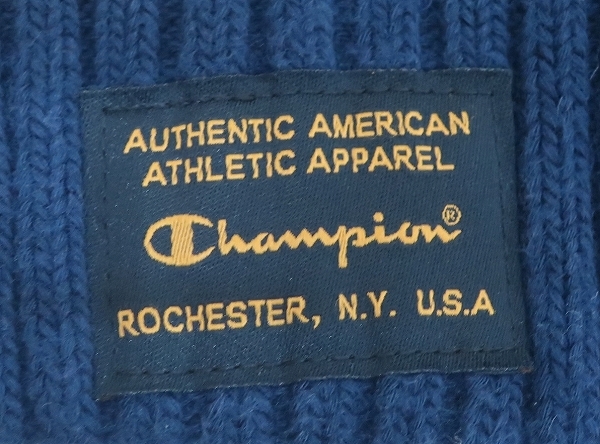 AUTHENTIC AMERICAN
ATHLETIC APPAREL
Champion®
ROCHESTER, N.Y. U.S.A